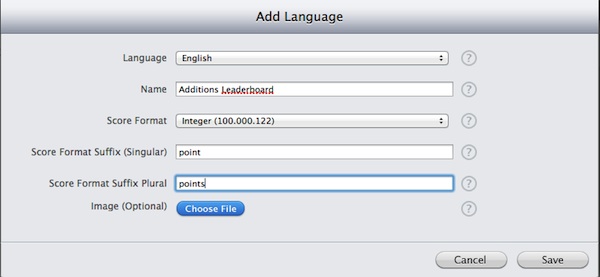 Add Language
Language English ?
Name Additions Leaderboard ?
Score Format Integer (100.000.122) ?
Score Format Suffix (Singular) point ?
Score Format Suffix Plural points ?
Image (Optional) Choose File ?
Cancel Save